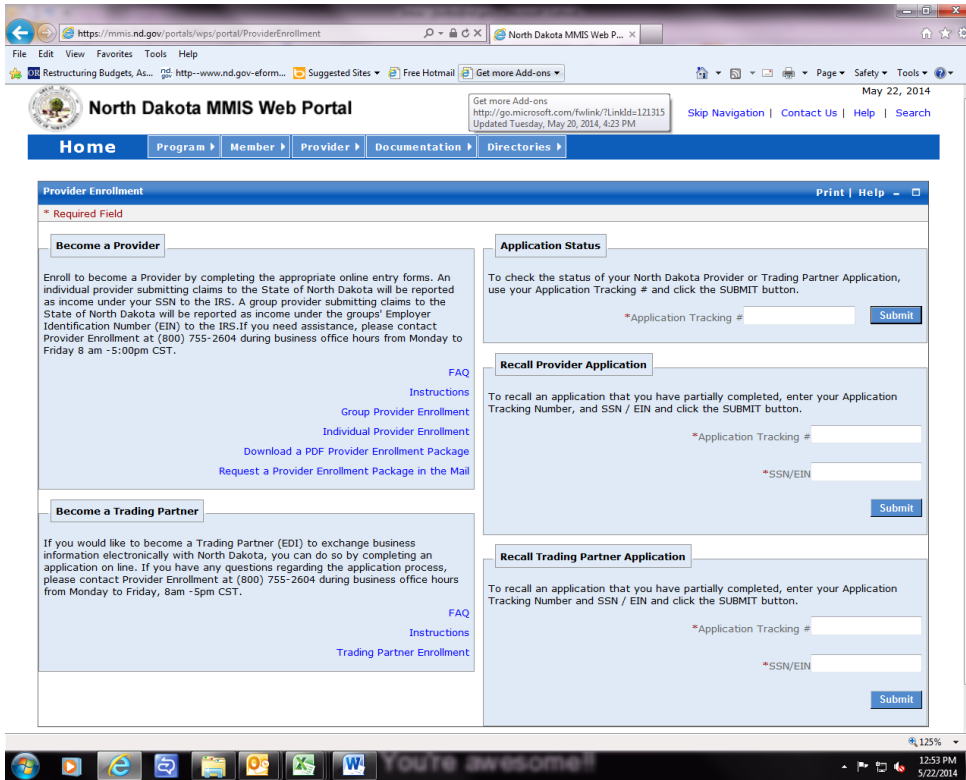 https://mmis.nd.gov/portals/wps/portal/ProviderEnrollment
North Dakota MMIS Web P...
File Edit View Favorites Tools Help
Restructuring Budgets, As... http--www.nd.gov-eform... Suggested Sites Free Hotmail Get more Add-ons Page Safety Tools
May 22, 2014
North Dakota MMIS Web Portal
Get more Add-ons
http://go.microsoft.com/fwlink/?LinkId=121315
Updated Tuesday, May 20, 2014, 4:23 PM
Skip Navigation | Contact Us | Help | Search
Home Program Member Provider Documentation Directories
Provider Enrollment Print | Help
* Required Field
Become a Provider
Enroll to become a Provider by completing the appropriate online entry forms. An
individual provider submitting claims to the State of North Dakota will be reported
as income under your SSN to the IRS. A group provider submitting claims to the
State of North Dakota will be reported as income under the groups' Employer
Identification Number (EIN) to the IRS.If you need assistance, please contact
Provider Enrollment at (800) 755-2604 during business office hours from Monday to
Friday 8 am -5:00pm CST.
FAQ
Instructions
Group Provider Enrollment
Individual Provider Enrollment
Download a PDF Provider Enrollment Package
Request a Provider Enrollment Package in the Mail
Become a Trading Partner
If you would like to become a Trading Partner (EDI) to exchange business
information electronically with North Dakota, you can do so by completing an
application on line. If you have any questions regarding the application process,
please contact Provider Enrollment at (800) 755-2604 during business office hours
from Monday to Friday, 8am -5pm CST.
FAQ
Instructions
Trading Partner Enrollment
Application Status
To check the status of your North Dakota Provider or Trading Partner Application,
use your Application Tracking # and click the SUBMIT button.
*Application Tracking #
Submit
Recall Provider Application
To recall an application that you have partially completed, enter your Application
Tracking Number, and SSN / EIN and click the SUBMIT button.
*Application Tracking #
*SSN/EIN
Submit
Recall Trading Partner Application
To recall an application that you have partially completed, enter your Application
Tracking Number and SSN / EIN and click the SUBMIT button.
*Application Tracking #
*SSN/EIN
Submit
125%
You're awesome!!
12:53 PM
5/22/2014